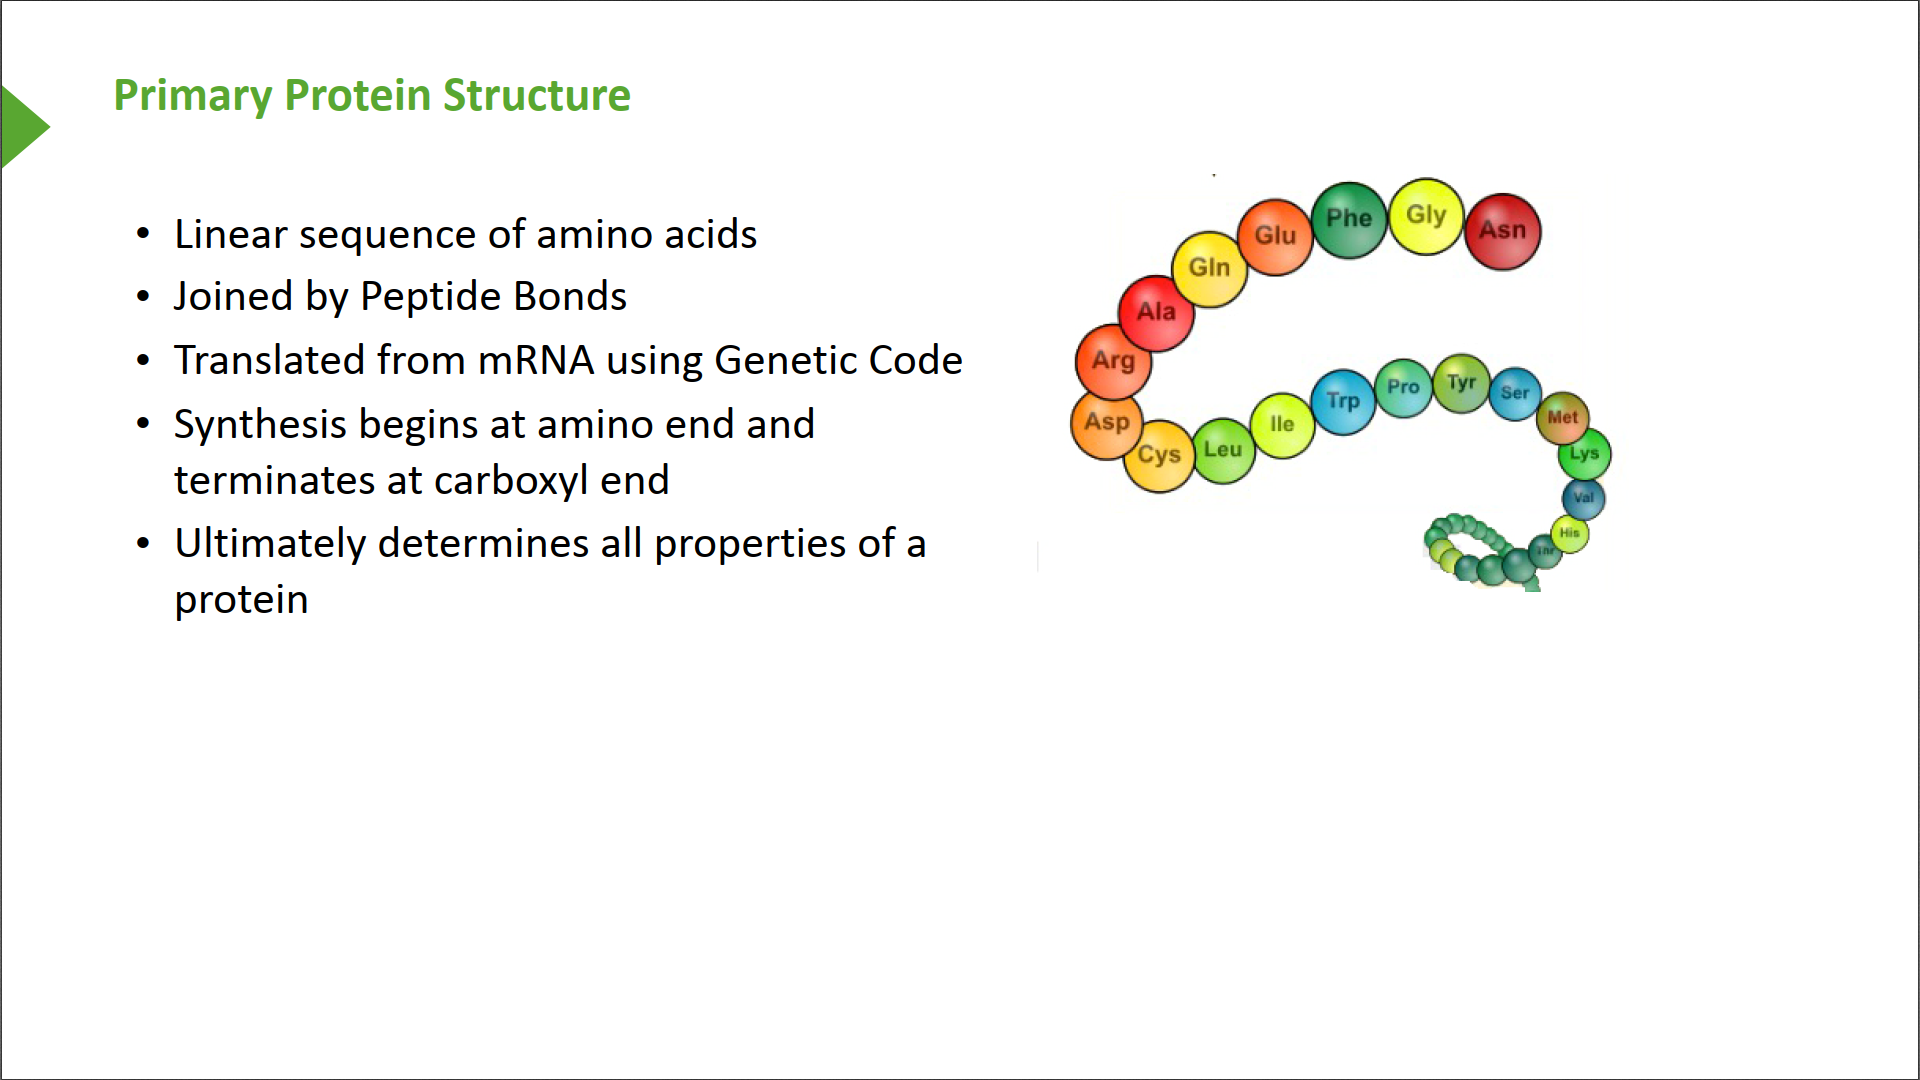 Primary Protein Structure
• Linear sequence of amino acids
• Joined by Peptide Bonds
• Translated from mRNA using Genetic Code
• Synthesis begins at amino end and
terminates at carboxyl end
• Ultimately determines all properties of a
protein
Asn
Gly
Phe
Glu
Gln
Ala
Arg
Asp
Cys
Leu
Ile
Trp
Pro
Tyr
Ser
Met
Lys
Val
His
Thr